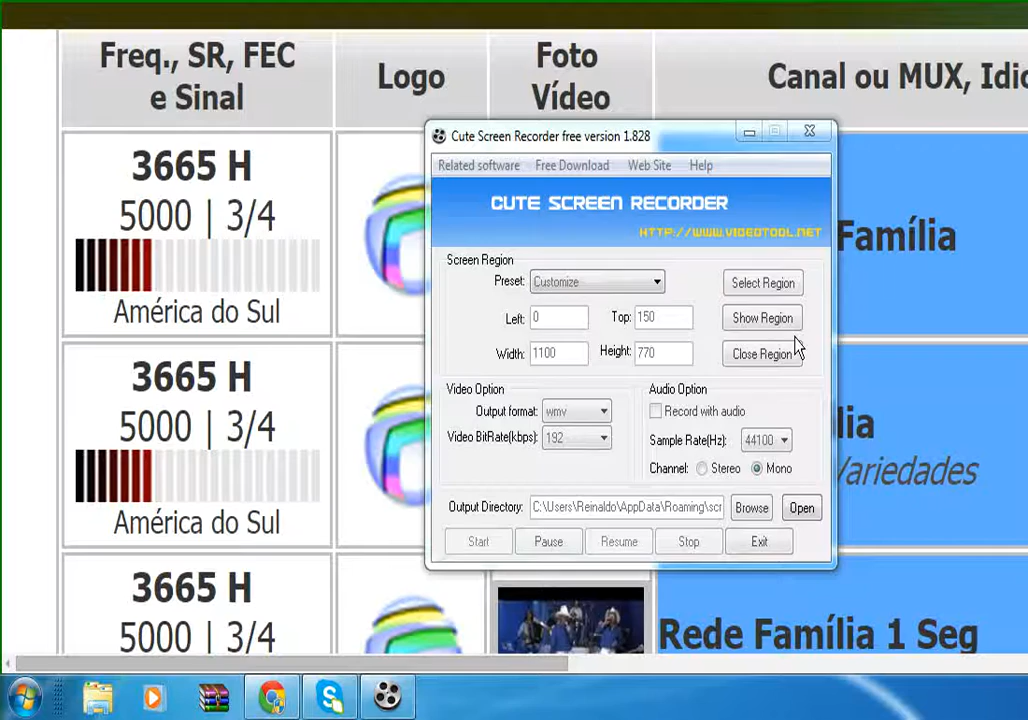 Freq., SR, FEC
e Sinal
Logo
Foto
Vídeo
Canal ou MUX, Idio
3665 H
5000 | 3/4
América do Sul
3665 H
5000 | 3/4
América do Sul
3665 H
5000 | 3/4
Família
lia
Variedades
Rede Família 1 Seg
Cute Screen Recorder free version 1.828
Related software Free Download Web Site Help
CUTE SCREEN RECORDER
HTTP://WWW.VIDEOTOOL.NET
Screen Region
Preset: Customize Select Region
Left: 0 Top: 150 Show Region
Width: 1100 Height: 770 Close Region
Video Option
Output format: wmv
Video BitRate(kbps): 192
Audio Option
Record with audio
Sample Rate(Hz): 44100
Channel: Stereo Mono
Output Directory: C:\Users\Reinaldo\AppData\Roaming\scr Browse Open
Start Pause Resume Stop Exit